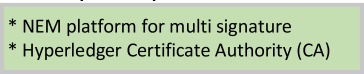 * NEM platform for multi signature
* Hyperledger Certificate Authority (CA)